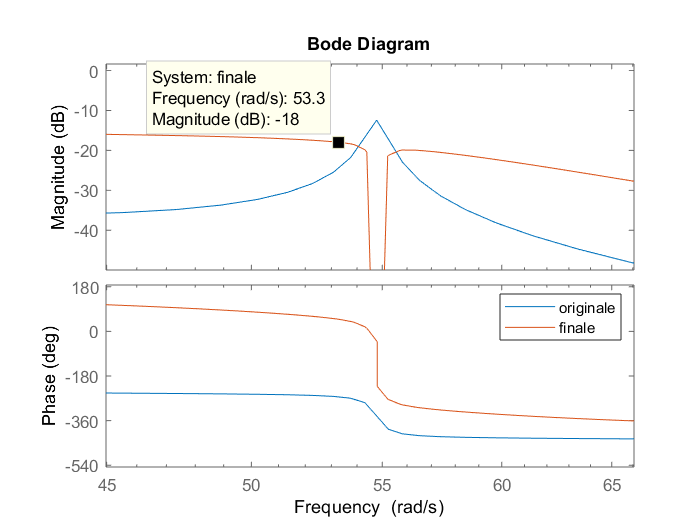 Bode Diagram
System: finale
Frequency (rad/s): 53.3
Magnitude (dB): -18
Magnitude (dB)
0
-10
-20
-30
-40
Phase (deg)
180
0
-180
-360
-540
originale
finale
45
50
55
60
65
Frequency (rad/s)